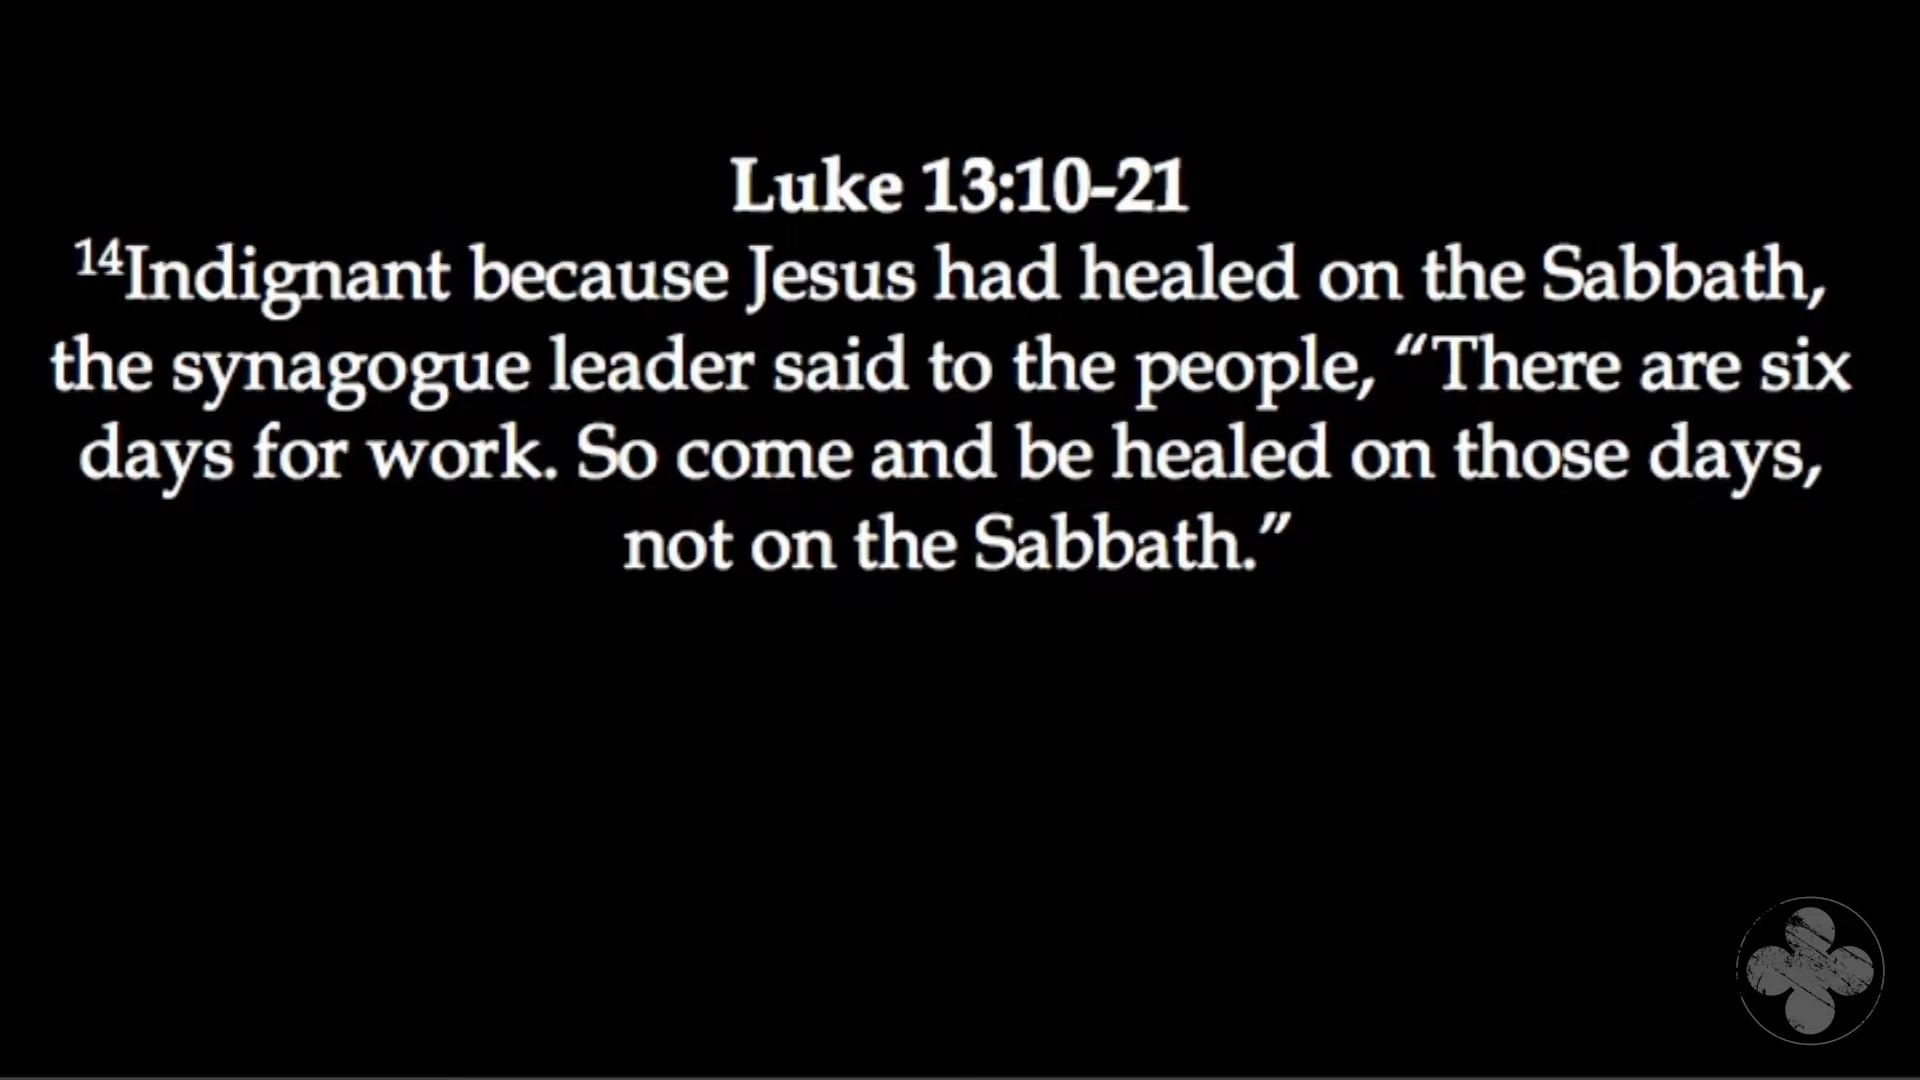 Luke 13:10-21
14Indignant because Jesus had healed on the Sabbath,
the synagogue leader said to the people, “There are six
days for work. So come and be healed on those days,
not on the Sabbath.”